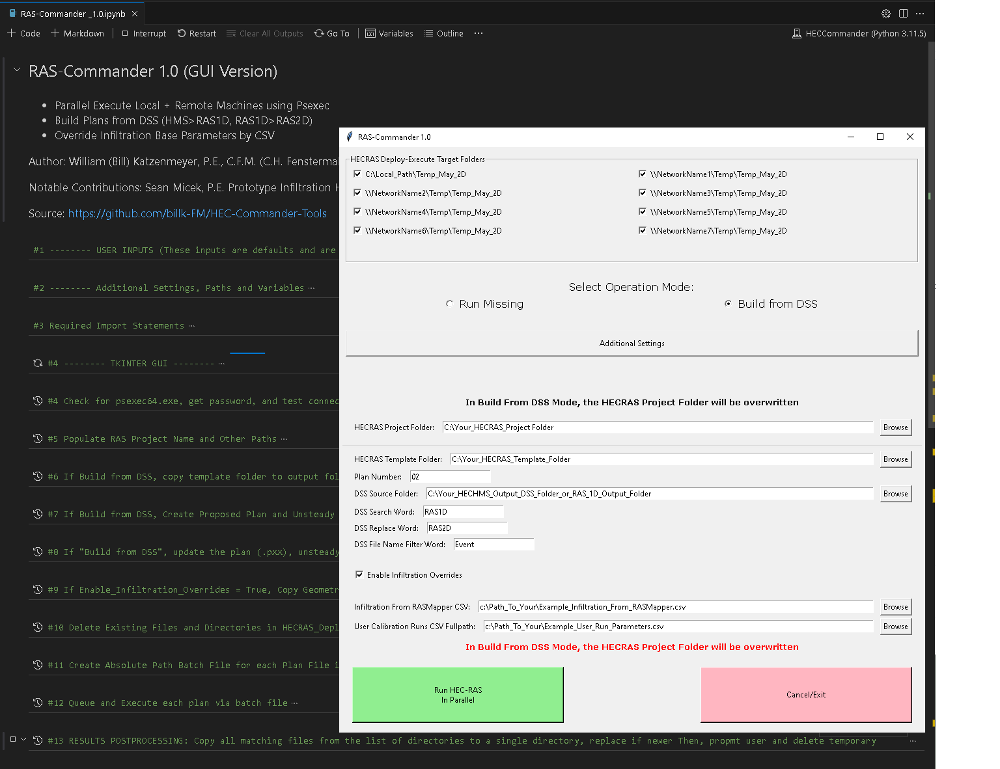 RAS-Commander _1.0.ipynb
Code
Markdown
Interrupt
Restart
Clear All Outputs
Go To
Variables
Outline
HECCommander (Python 3.11.5)
RAS-Commander 1.0 (GUI Version)
• Parallel Execute Local + Remote Machines using Psexec
• Build Plans from DSS (HMS>RAS1D, RAS1D>RAS2D)
• Override Infiltration Base Parameters by CSV
Author: William (Bill) Katzenmeyer, P.E., C.F.M. (C.H. Fensterma
Notable Contributions: Sean Micek, P.E. Prototype Infiltration
Source: https://github.com/billk-FM/HEC-Commander-Tools
#1 -------- USER INPUTS (These inputs are defaults and are
#2 -------- Additional Settings, Paths and Variables ···
#3 Required Import Statements ···
#4 -------- TKINTER GUI -------- ···
#4 Check for psexec64.exe, get password, and test connec
#5 Populate RAS Project Name and Other Paths ···
#6 If Build from DSS, copy template folder to output fol
#7 If Build from DSS, Create Proposed Plan and Unsteady
#8 If "Build from DSS", update the plan (.pxx), unsteady
#9 If Enable_Infiltration_Overrides = True, Copy Geometr
#10 Delete Existing Files and Directories in HECRAS_Depl
#11 Create Absolute Path Batch File for each Plan File i
#12 Queue and Execute each plan via batch file ···
#13 RESULTS POSTPROCESSING: Copy all matching files from the list of directories to a single directory, replace if newer Then, propmt user and delete temporary ···
RAS-Commander 1.0
HECRAS Deploy-Execute Target Folders
C:\Local_Path\Temp_May_2D
\\NetworkName1\Temp\Temp_May_2D
\\NetworkName2\Temp\Temp_May_2D
\\NetworkName3\Temp\Temp_May_2D
\\NetworkName4\Temp\Temp_May_2D
\\NetworkName5\Temp\Temp_May_2D
\\NetworkName6\Temp\Temp_May_2D
\\NetworkName7\Temp\Temp_May_2D
Select Operation Mode:
Run Missing
Build from DSS
Additional Settings
In Build From DSS Mode, the HECRAS Project Folder will be overwritten
HECRAS Project Folder: C:\Your_HECRAS_Project Folder Browse
HECRAS Template Folder: C:\Your_HECRAS_Template_Folder Browse
Plan Number: 02
DSS Source Folder: C:\Your_HECHMS_Output_DSS_Folder_or_RAS_1D_Output_Folder Browse
DSS Search Word: RAS1D
DSS Replace Word: RAS2D
DSS File Name Filter Word: Event
Enable Infiltration Overrides
Infiltration From RASMapper CSV: c:\Path_To_Your\Example_Infiltration_From_RASMapper.csv Browse
User Calibration Runs CSV Fullpath: c:\Path_To_Your\Example_User_Run_Parameters.csv Browse
In Build From DSS Mode, the HECRAS Project Folder will be overwritten
Run HEC-RAS
In Parallel
Cancel/Exit